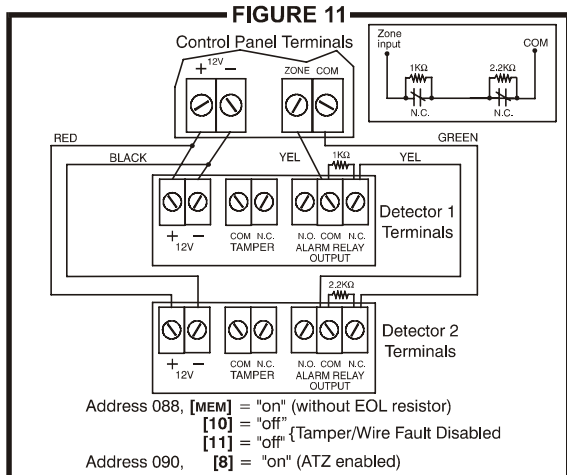 FIGURE 11
Control Panel Terminals
+ 12V −
ZONE COM
Zone input
COM
1KΩ
2.2KΩ
N.C.
N.C.
RED
BLACK
YEL
1KΩ
YEL
GREEN
Detector 1 Terminals
+ −
12V
COM N.C.
TAMPER
N.O. COM N.C.
ALARM RELAY
OUTPUT
2.2KΩ
Detector 2 Terminals
+ −
12V
COM N.C.
TAMPER
N.O. COM N.C.
ALARM RELAY
OUTPUT
Address 088, [MEM] = "on" (without EOL resistor)
[10] = "off"
[11] = "off" {Tamper/Wire Fault Disabled
Address 090, [8] = "on" (ATZ enabled)